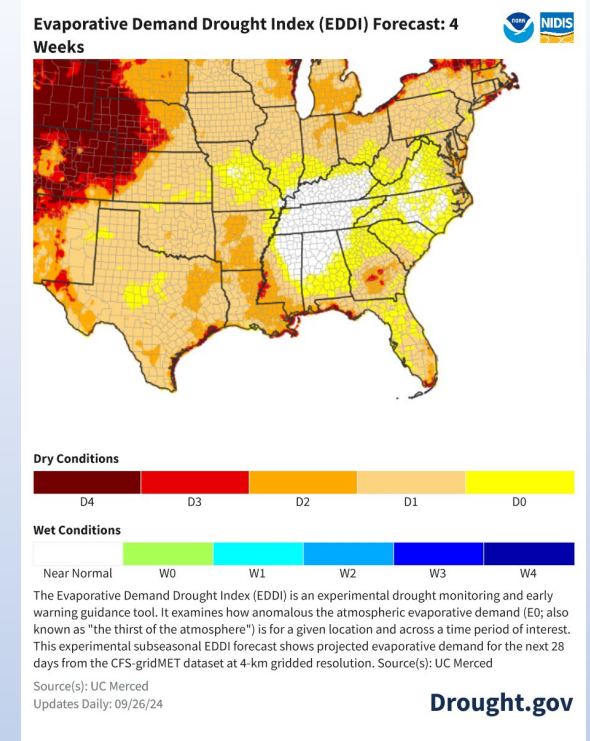 Evaporative Demand Drought Index (EDDI) Forecast: 4
Weeks
NOAA
NIDIS
Dry Conditions
D4 D3 D2 D1 D0
Wet Conditions
Near Normal W0 W1 W2 W3 W4
The Evaporative Demand Drought Index (EDDI) is an experimental drought monitoring and early
warning guidance tool. It examines how anomalous the atmospheric evaporative demand (E0; also
known as "the thirst of the atmosphere") is for a given location and across a time period of interest.
This experimental subseasonal EDDI forecast shows projected evaporative demand for the next 28
days from the CFS-gridMET dataset at 4-km gridded resolution. Source(s): UC Merced
Source(s): UC Merced
Updates Daily: 09/26/24
Drought.gov